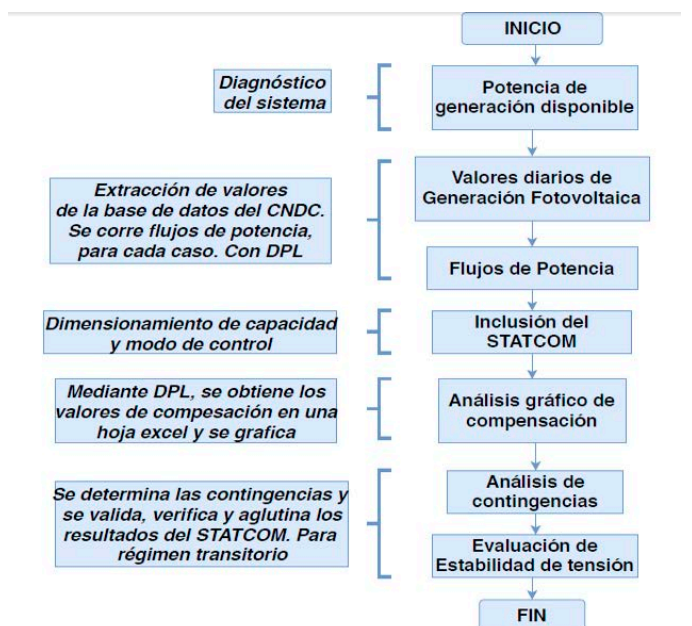 INICIO
Diagnóstico
del sistema
Potencia de
generación disponible
Extracción de valores
de la base de datos del CNDC.
Se corre flujos de potencia,
para cada caso. Con DPL
Valores diarios de
Generación Fotovoltaica
Flujos de Potencia
Dimensionamiento de capacidad
y modo de control
Inclusión del
STATCOM
Mediante DPL, se obtiene los
valores de compesación en una
hoja excel y se grafica
Análisis gráfico de
compensación
Se determina las contingencias y
se valida, verifica y aglutina los
resultados del STATCOM. Para
régimen transitorio
Análisis de
contingencias
Evaluación de
Estabilidad de tensión
FIN